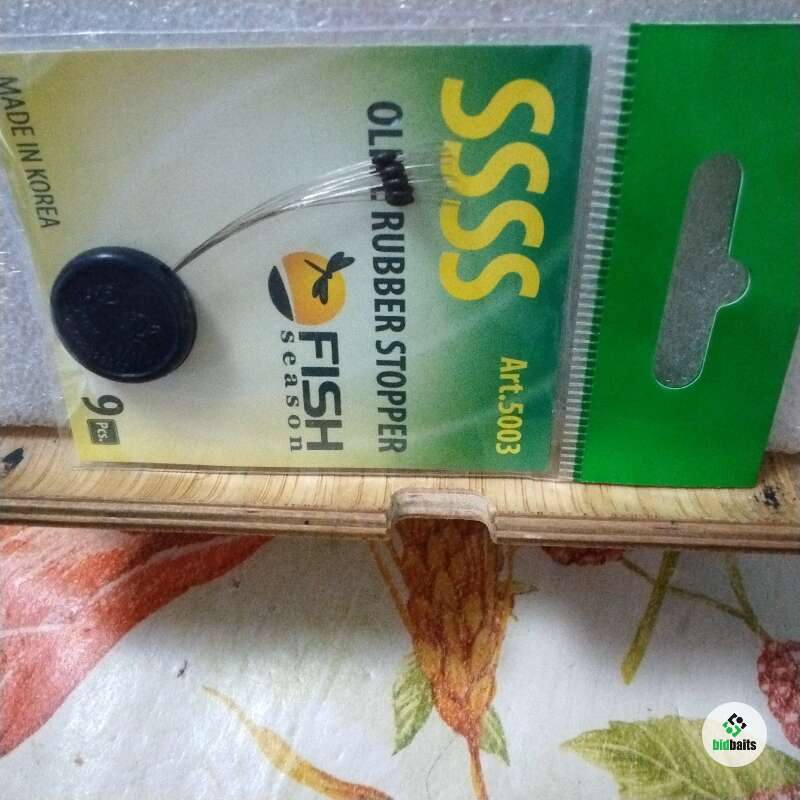 SSSS
Art.5003
RUBBER STOPPER
FISH
season
MADE IN KOREA
9 Pcs.
bidbaits